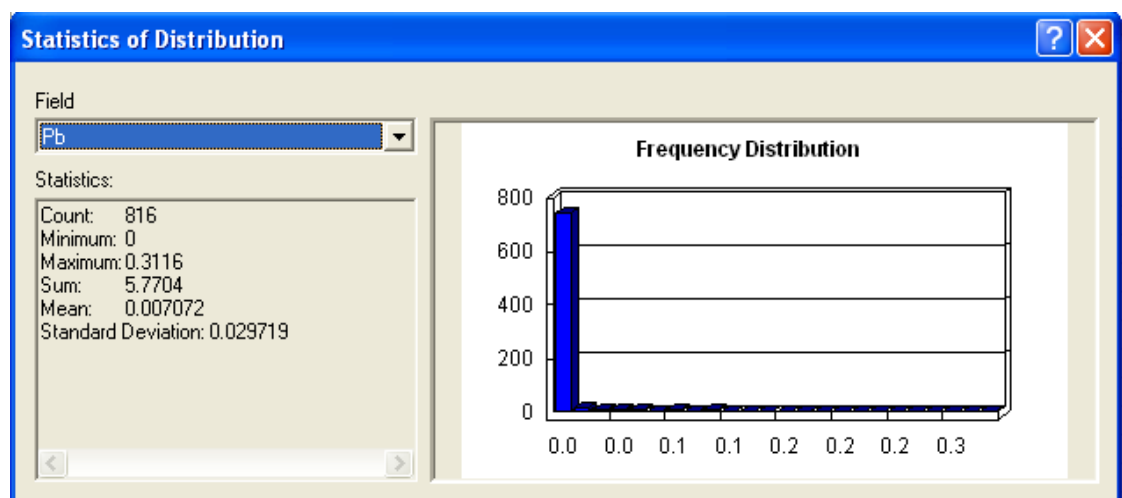 Statistics of Distribution
Field
Pb
Statistics:
Count: 816
Minimum: 0
Maximum: 0.3116
Sum: 5.7704
Mean: 0.007072
Standard Deviation: 0.029719
Frequency Distribution
800
600
400
200
0
0.0 0.0 0.1 0.1 0.2 0.2 0.2 0.3